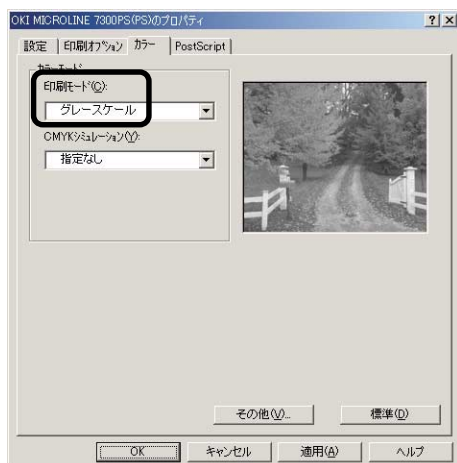 OKI MICROLINE 7300PS(PS)のプロパティ
設定 印刷オプション カラー PostScript
カラーモード
印刷モード(C):
グレースケール
CMYKシミュレーション(Y):
指定なし
その他(V)... 標準(D)
OK キャンセル 適用(A) ヘルプ